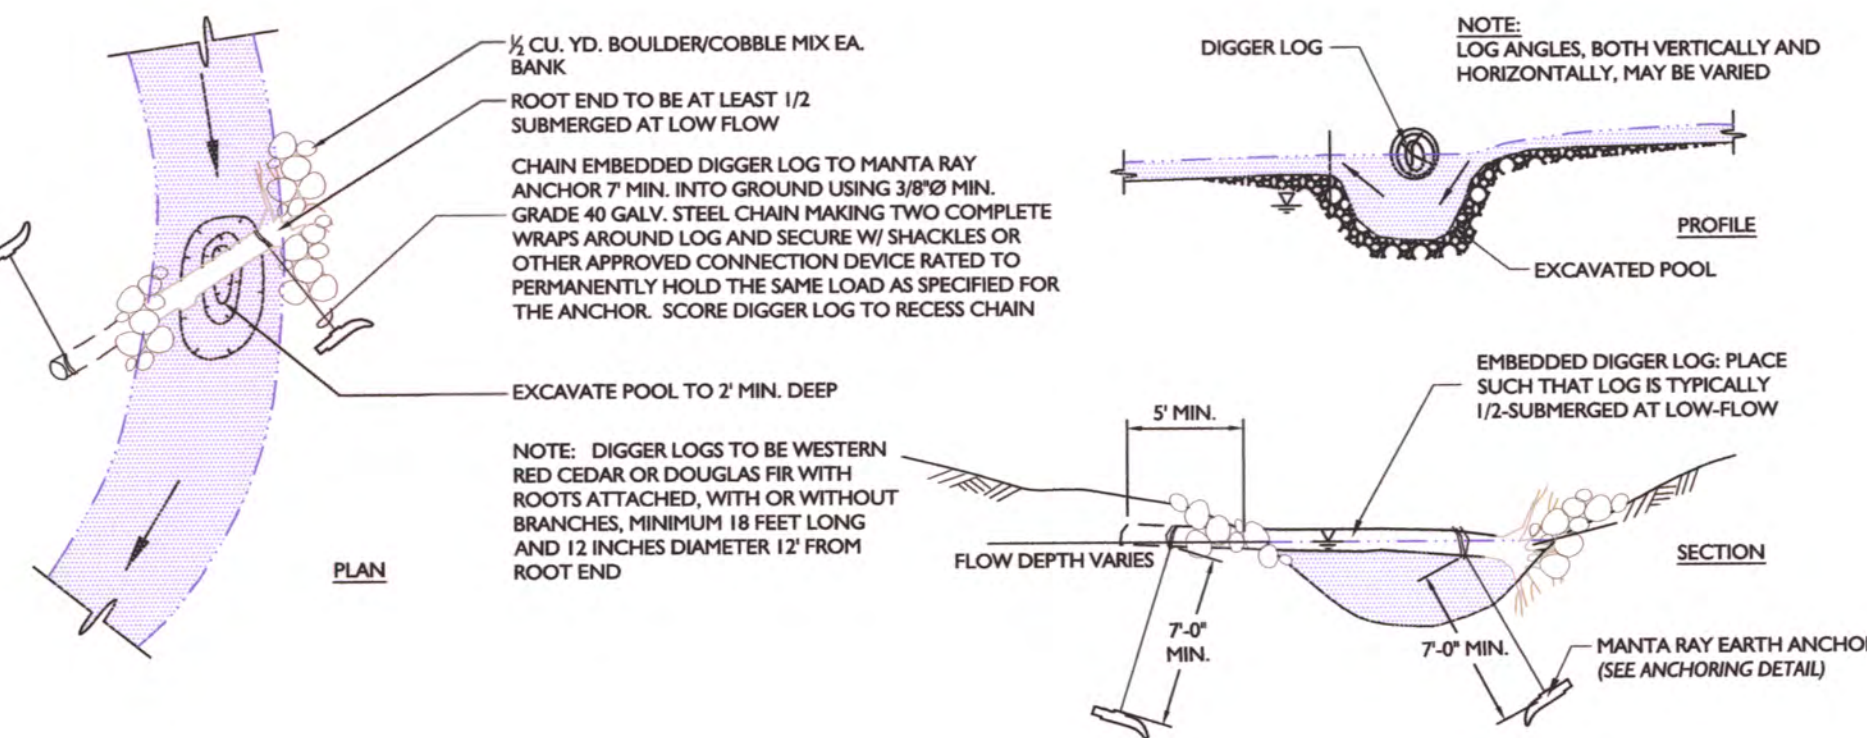 ½ CU. YD. BOULDER/COBBLE MIX EA.
BANK
ROOT END TO BE AT LEAST 1/2
SUBMERGED AT LOW FLOW
CHAIN EMBEDDED DIGGER LOG TO MANTA RAY
ANCHOR 7' MIN. INTO GROUND USING 3/8"Ø MIN.
GRADE 40 GALV. STEEL CHAIN MAKING TWO COMPLETE
WRAPS AROUND LOG AND SECURE W/ SHACKLES OR
OTHER APPROVED CONNECTION DEVICE RATED TO
PERMANENTLY HOLD THE SAME LOAD AS SPECIFIED FOR
THE ANCHOR. SCORE DIGGER LOG TO RECESS CHAIN
EXCAVATE POOL TO 2' MIN. DEEP
NOTE: DIGGER LOGS TO BE WESTERN
RED CEDAR OR DOUGLAS FIR WITH
ROOTS ATTACHED, WITH OR WITHOUT
BRANCHES, MINIMUM 18 FEET LONG
AND 12 INCHES DIAMETER 12' FROM
ROOT END
PLAN
DIGGER LOG
NOTE:
LOG ANGLES, BOTH VERTICALLY AND
HORIZONTALLY, MAY BE VARIED
PROFILE
EXCAVATED POOL
EMBEDDED DIGGER LOG: PLACE
SUCH THAT LOG IS TYPICALLY
1/2-SUBMERGED AT LOW-FLOW
5' MIN.
FLOW DEPTH VARIES
SECTION
7'-0"
MIN.
7'-0" MIN.
MANTA RAY EARTH ANCHO
(SEE ANCHORING DETAIL)